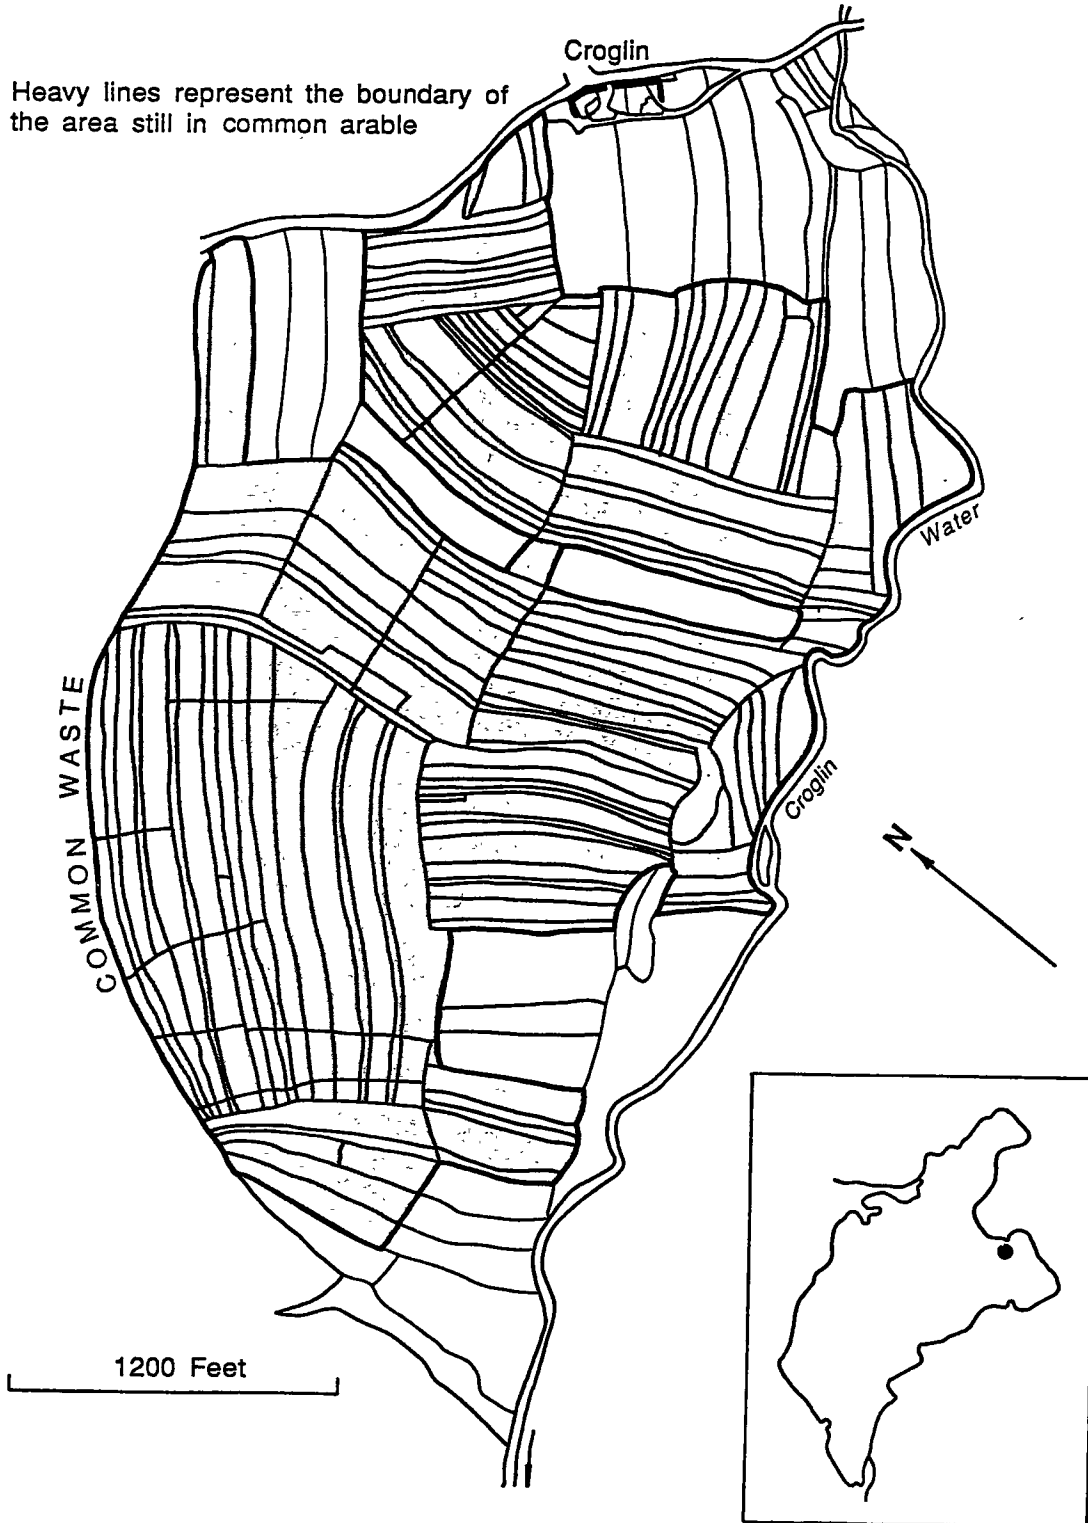 Croglin
Heavy lines represent the boundary of
the area still in common arable
Water
COMMON WASTE
Croglin
N
1200 Feet